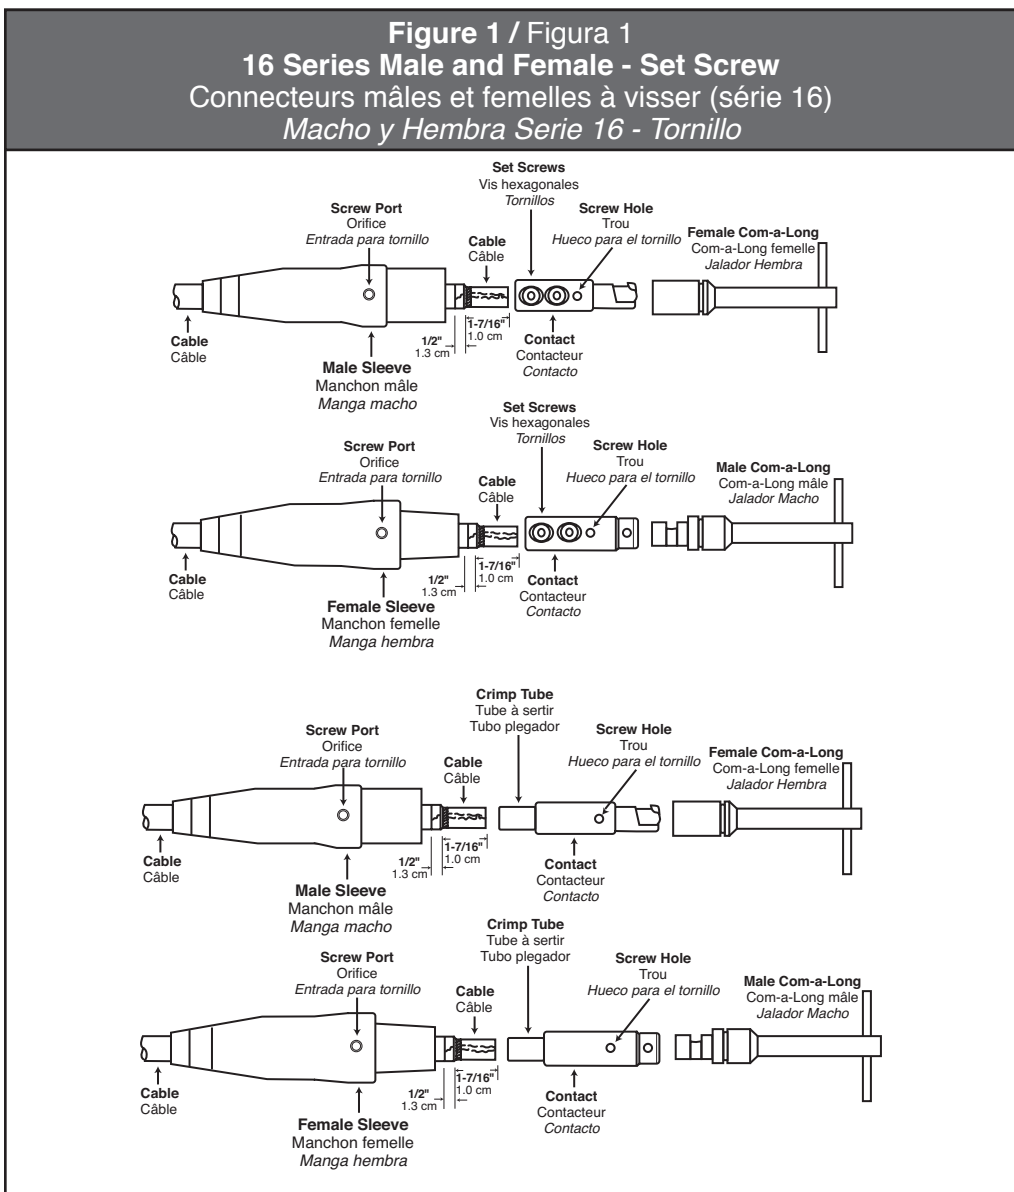 Figure 1 / Figura 1
16 Series Male and Female - Set Screw
Connecteurs mâles et femelles à visser (série 16)
Macho y Hembra Serie 16 - Tornillo
Set Screws
Vis hexagonales
Tornillos
Screw Port
Orifice
Entrada para tornillo
Cable
Câble
Screw Hole
Trou
Hueco para el tornillo
Female Com-a-Long
Com-a-Long femelle
Jalador Hembra
Cable
Câble
1/2"
1.3 cm
1-7/16"
1.0 cm
Contact
Contacteur
Contacto
Male Sleeve
Manchon mâle
Manga macho
Set Screws
Vis hexagonales
Tornillos
Screw Port
Orifice
Entrada para tornillo
Cable
Câble
Screw Hole
Trou
Hueco para el tornillo
Male Com-a-Long
Com-a-Long mâle
Jalador Macho
Cable
Câble
1/2"
1.3 cm
1-7/16"
1.0 cm
Contact
Contacteur
Contacto
Female Sleeve
Manchon femelle
Manga hembra
Crimp Tube
Tube à sertir
Tubo plegador
Screw Port
Orifice
Entrada para tornillo
Cable
Câble
Screw Hole
Trou
Hueco para el tornillo
Female Com-a-Long
Com-a-Long femelle
Jalador Hembra
Cable
Câble
1/2"
1.3 cm
1-7/16"
1.0 cm
Contact
Contacteur
Contacto
Male Sleeve
Manchon mâle
Manga macho
Crimp Tube
Tube à sertir
Tubo plegador
Screw Port
Orifice
Entrada para tornillo
Cable
Câble
Screw Hole
Trou
Hueco para el tornillo
Male Com-a-Long
Com-a-Long mâle
Jalador Macho
Cable
Câble
1/2"
1.3 cm
1-7/16"
1.0 cm
Contact
Contacteur
Contacto
Female Sleeve
Manchon femelle
Manga hembra